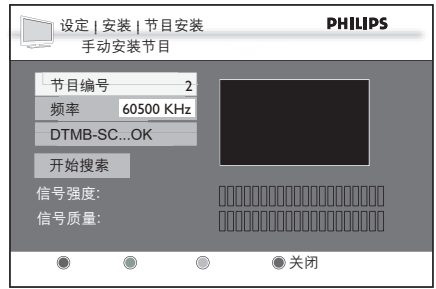 设定 | 安装 | 节目安装 PHILIPS
手动安装节目
节目编号 2
频率 60500 KHz
DTMB-SC...OK
开始搜索
信号强度:
信号质量:
关闭